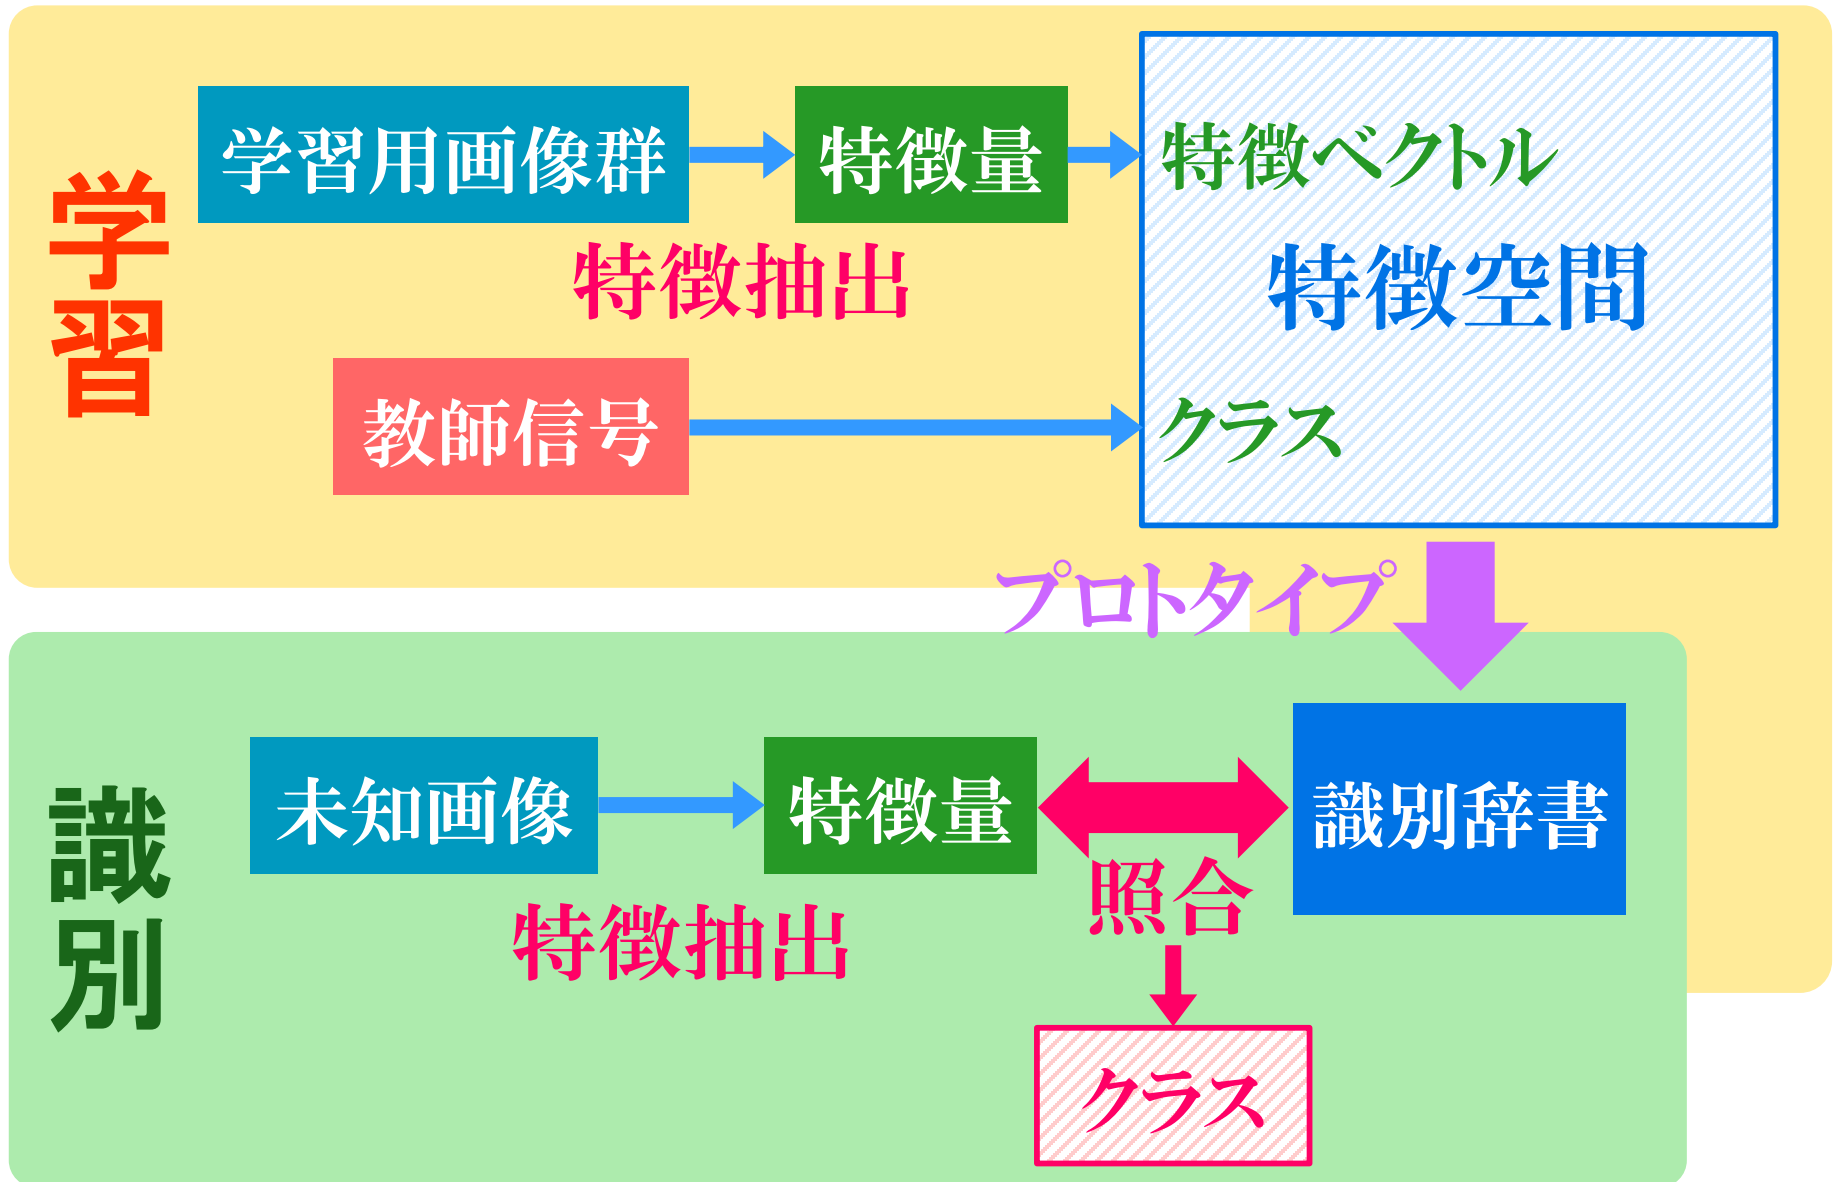 学習
学習用画像群
特徴量
特徴ベクトル
特徴抽出
特徴空間
教師信号
クラス
プロトタイプ
識別
未知画像
特徴量
識別辞書
照合
特徴抽出
クラス